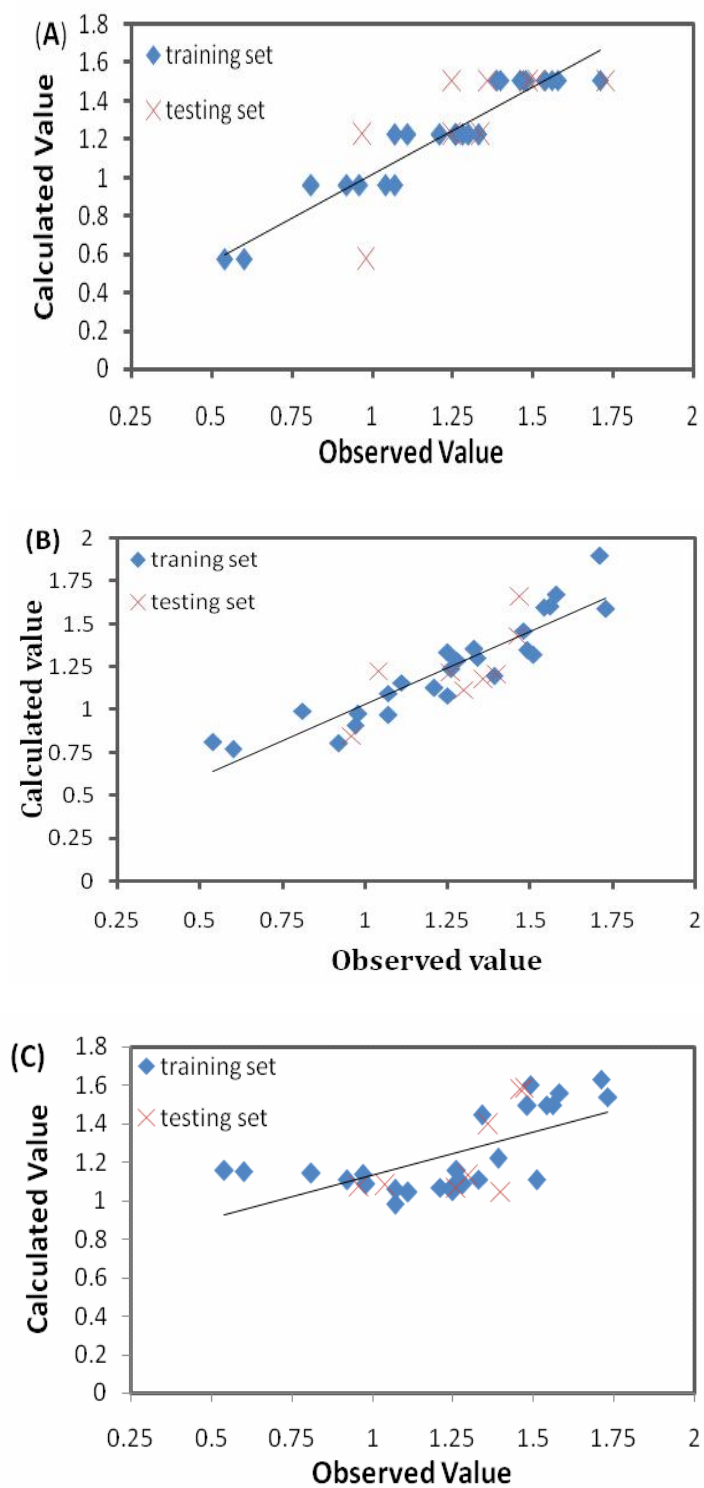 (A)
1.8
1.6
1.4
1.2
1
0.8
0.6
0.4
0.2
0
training set
testing set
Calculated Value
0.25 0.5 0.75 1 1.25 1.5 1.75 2
Observed Value
(B)
2
1.75
1.5
1.25
1
0.75
0.5
0.25
0
traning set
testing set
Calculated value
0.25 0.5 0.75 1 1.25 1.5 1.75 2
Observed value
(C)
1.8
1.6
1.4
1.2
1
0.8
0.6
0.4
0.2
0
training set
testing set
Calculated Value
0.25 0.5 0.75 1 1.25 1.5 1.75 2
Observed Value